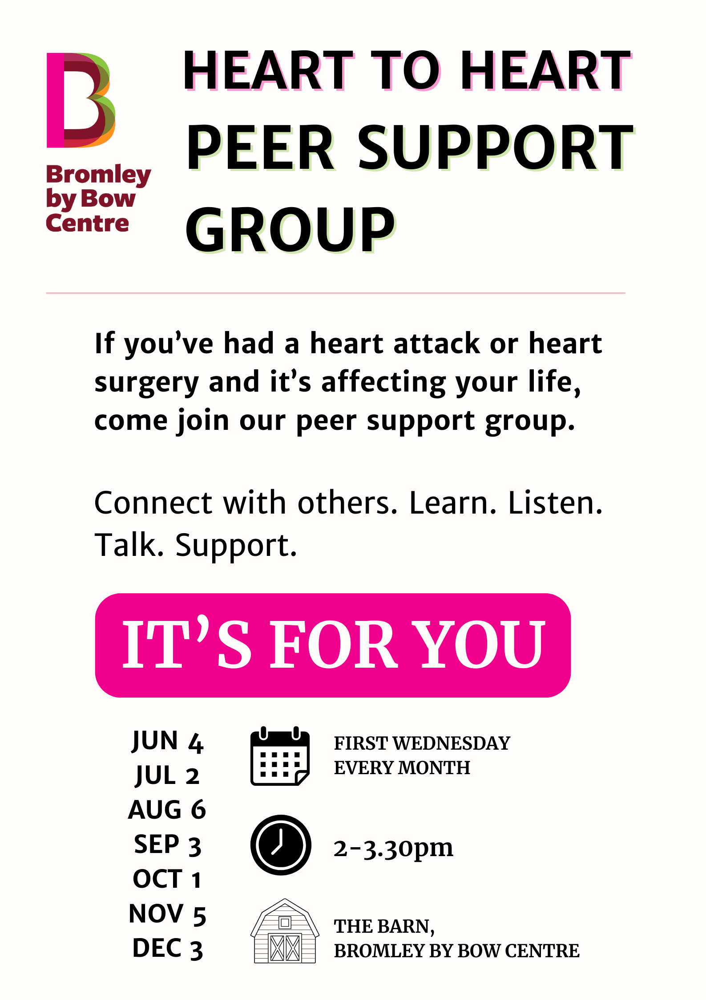 Bromley
by Bow
Centre
HEART TO HEART
PEER SUPPORT
GROUP
If you’ve had a heart attack or heart
surgery and it’s affecting your life,
come join our peer support group.
Connect with others. Learn. Listen.
Talk. Support.
IT’S FOR YOU
JUN 4
JUL 2
AUG 6
SEP 3
OCT 1
NOV 5
DEC 3
FIRST WEDNESDAY
EVERY MONTH
2-3.30pm
THE BARN,
BROMLEY BY BOW CENTRE